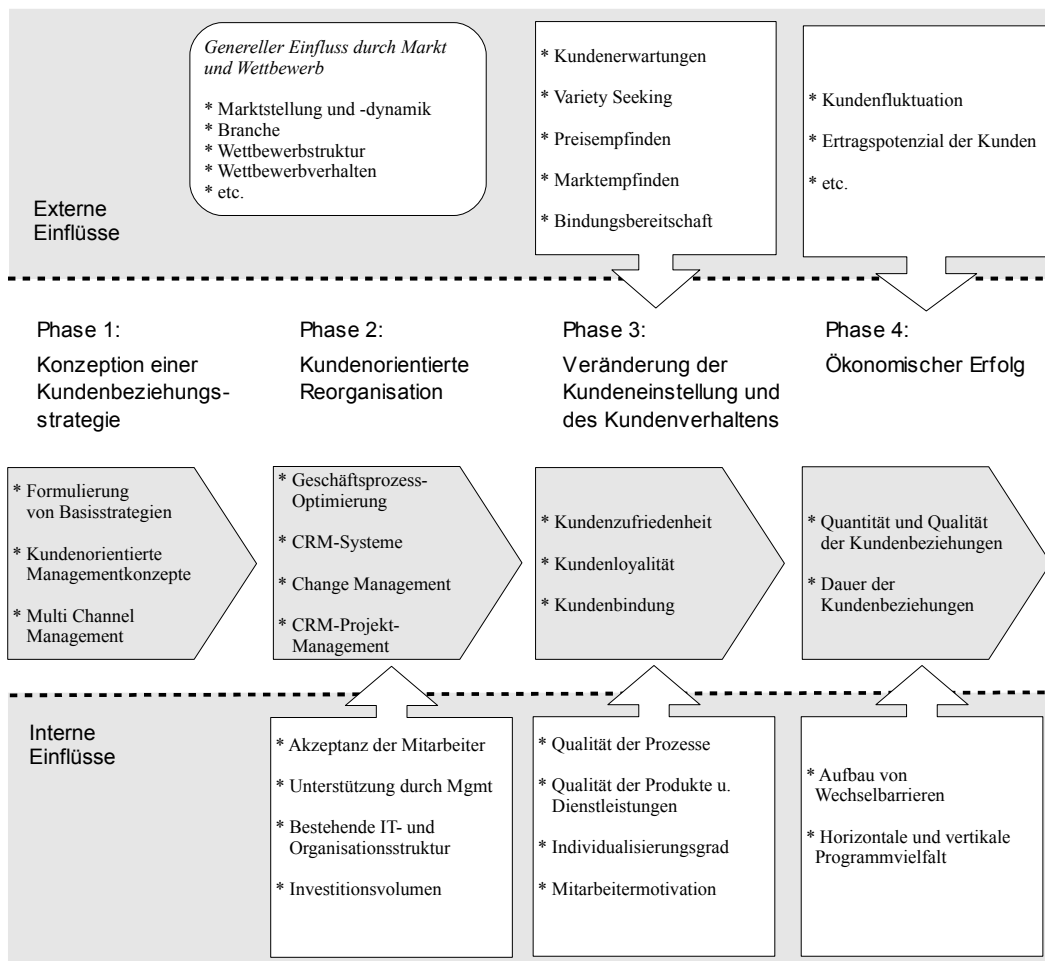 Genereller Einfluss durch Markt
und Wettbewerb
* Marktstellung und -dynamik
* Branche
* Wettbewerbstruktur
* Wettbewerbverhalten
* etc.
* Kundenerwartungen
* Variety Seeking
* Preisempfinden
* Marktempfinden
* Bindungsbereitschaft
* Kundenfluktuation
* Ertragspotenzial der Kunden
* etc.
Externe
Einflüsse
Phase 1:
Konzeption einer
Kundenbeziehungs-
strategie
Phase 2:
Kundenorientierte
Reorganisation
Phase 3:
Veränderung der
Kundeneinstellung und
des Kundenverhaltens
Phase 4:
Ökonomischer Erfolg
* Formulierung
von Basisstrategien
* Kundenorientierte
Managementkonzepte
* Multi Channel
Management
* Geschäftsprozess-
Optimierung
* CRM-Systeme
* Change Management
* CRM-Projekt-
Management
* Kundenzufriedenheit
* Kundenloyalität
* Kundenbindung
* Quantität und Qualität
der Kundenbeziehungen
* Dauer der
Kundenbeziehungen
Interne
Einflüsse
* Akzeptanz der Mitarbeiter
* Unterstützung durch Mgmt
* Bestehende IT- und
Organisationsstruktur
* Investitionsvolumen
* Qualität der Prozesse
* Qualität der Produkte u.
Dienstleistungen
* Individualisierungsgrad
* Mitarbeitermotivation
* Aufbau von
Wechselbarrieren
* Horizontale und vertikale
Programmvielfalt